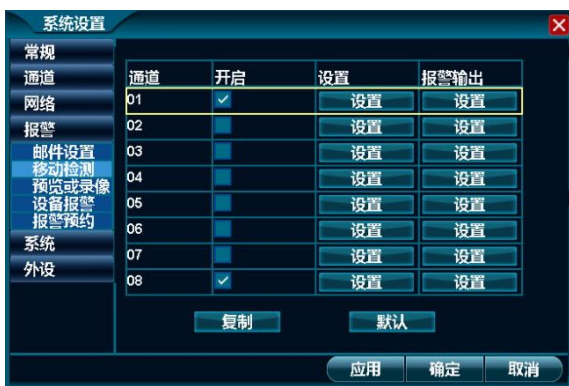 系统设置
常规
通道
网络
报警
邮件设置
移动检测
预览或录像
设备报警
报警预约
系统
外设
通道 开启 设置 报警输出
01 设置 设置
02 设置 设置
03 设置 设置
04 设置 设置
05 设置 设置
06 设置 设置
07 设置 设置
08 设置 设置
复制 默认
应用 确定 取消